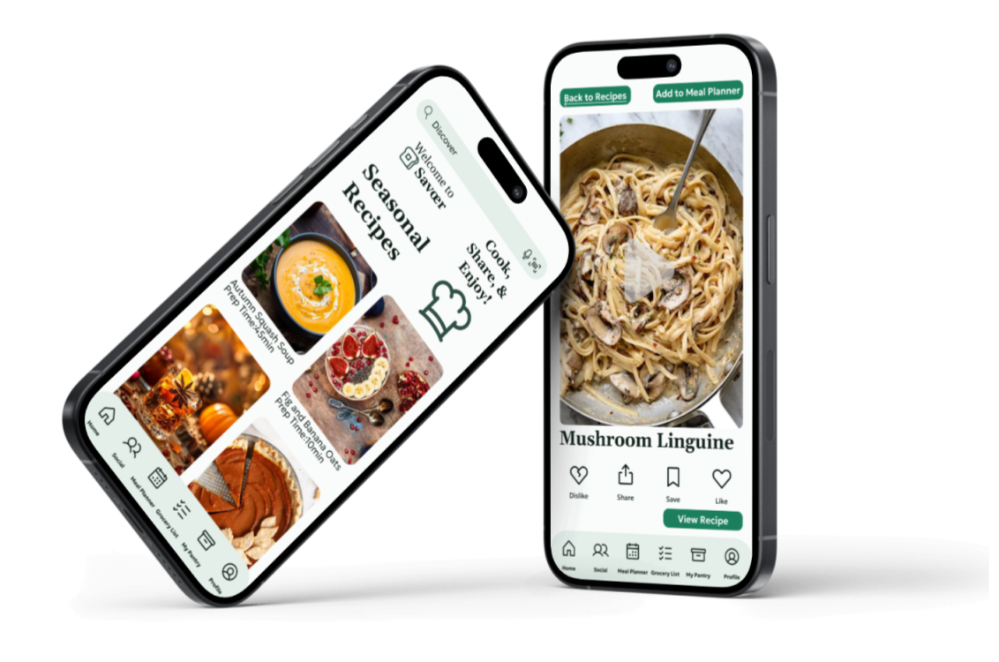 Discover
Welcome to
Savœr
Seasonal
Recipes
Cook,
Share, &
Enjoy!
Autumn Squash Soup
Prep Time:45min
Fig and Banana Oats
Prep Time:10min
Home
Social
Meal Planner
Grocery List
My Pantry
Profile
Back to Recipes
Add to Meal Planner
Mushroom Linguine
Dislike
Share
Save
Like
View Recipe
Home
Social
Meal Planner
Grocery List
My Pantry
Profile